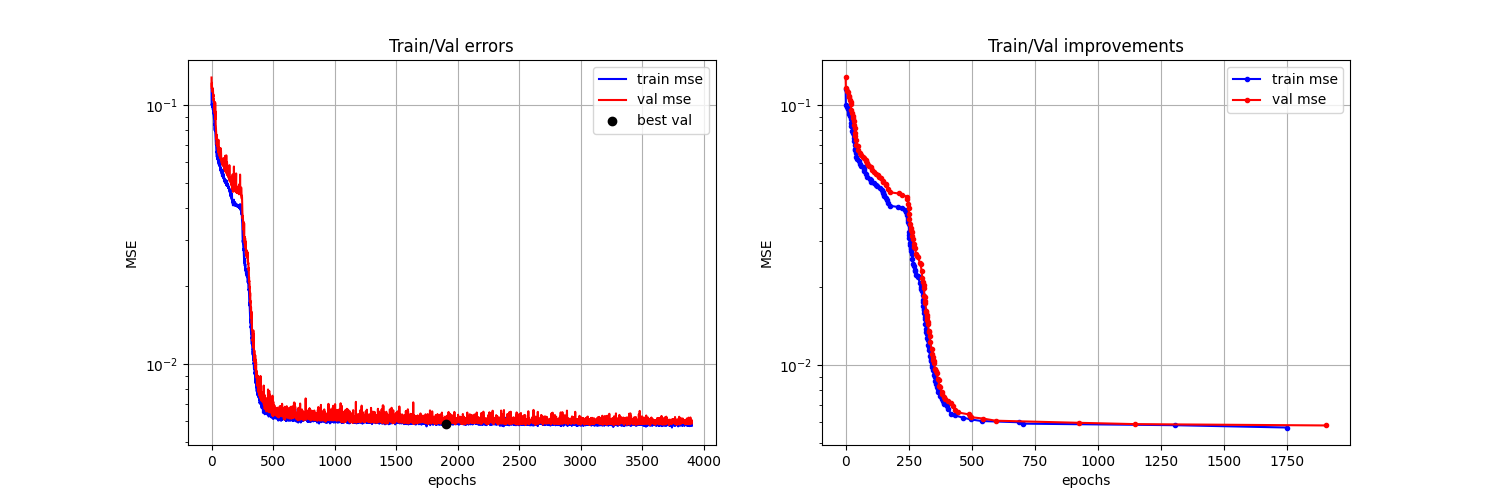 Train/Val errors
train mse
val mse
best val
10⁻¹
10⁻²
MSE
0 500 1000 1500 2000 2500 3000 3500 4000
epochs
Train/Val improvements
train mse
val mse
10⁻¹
10⁻²
MSE
0 250 500 750 1000 1250 1500 1750
epochs